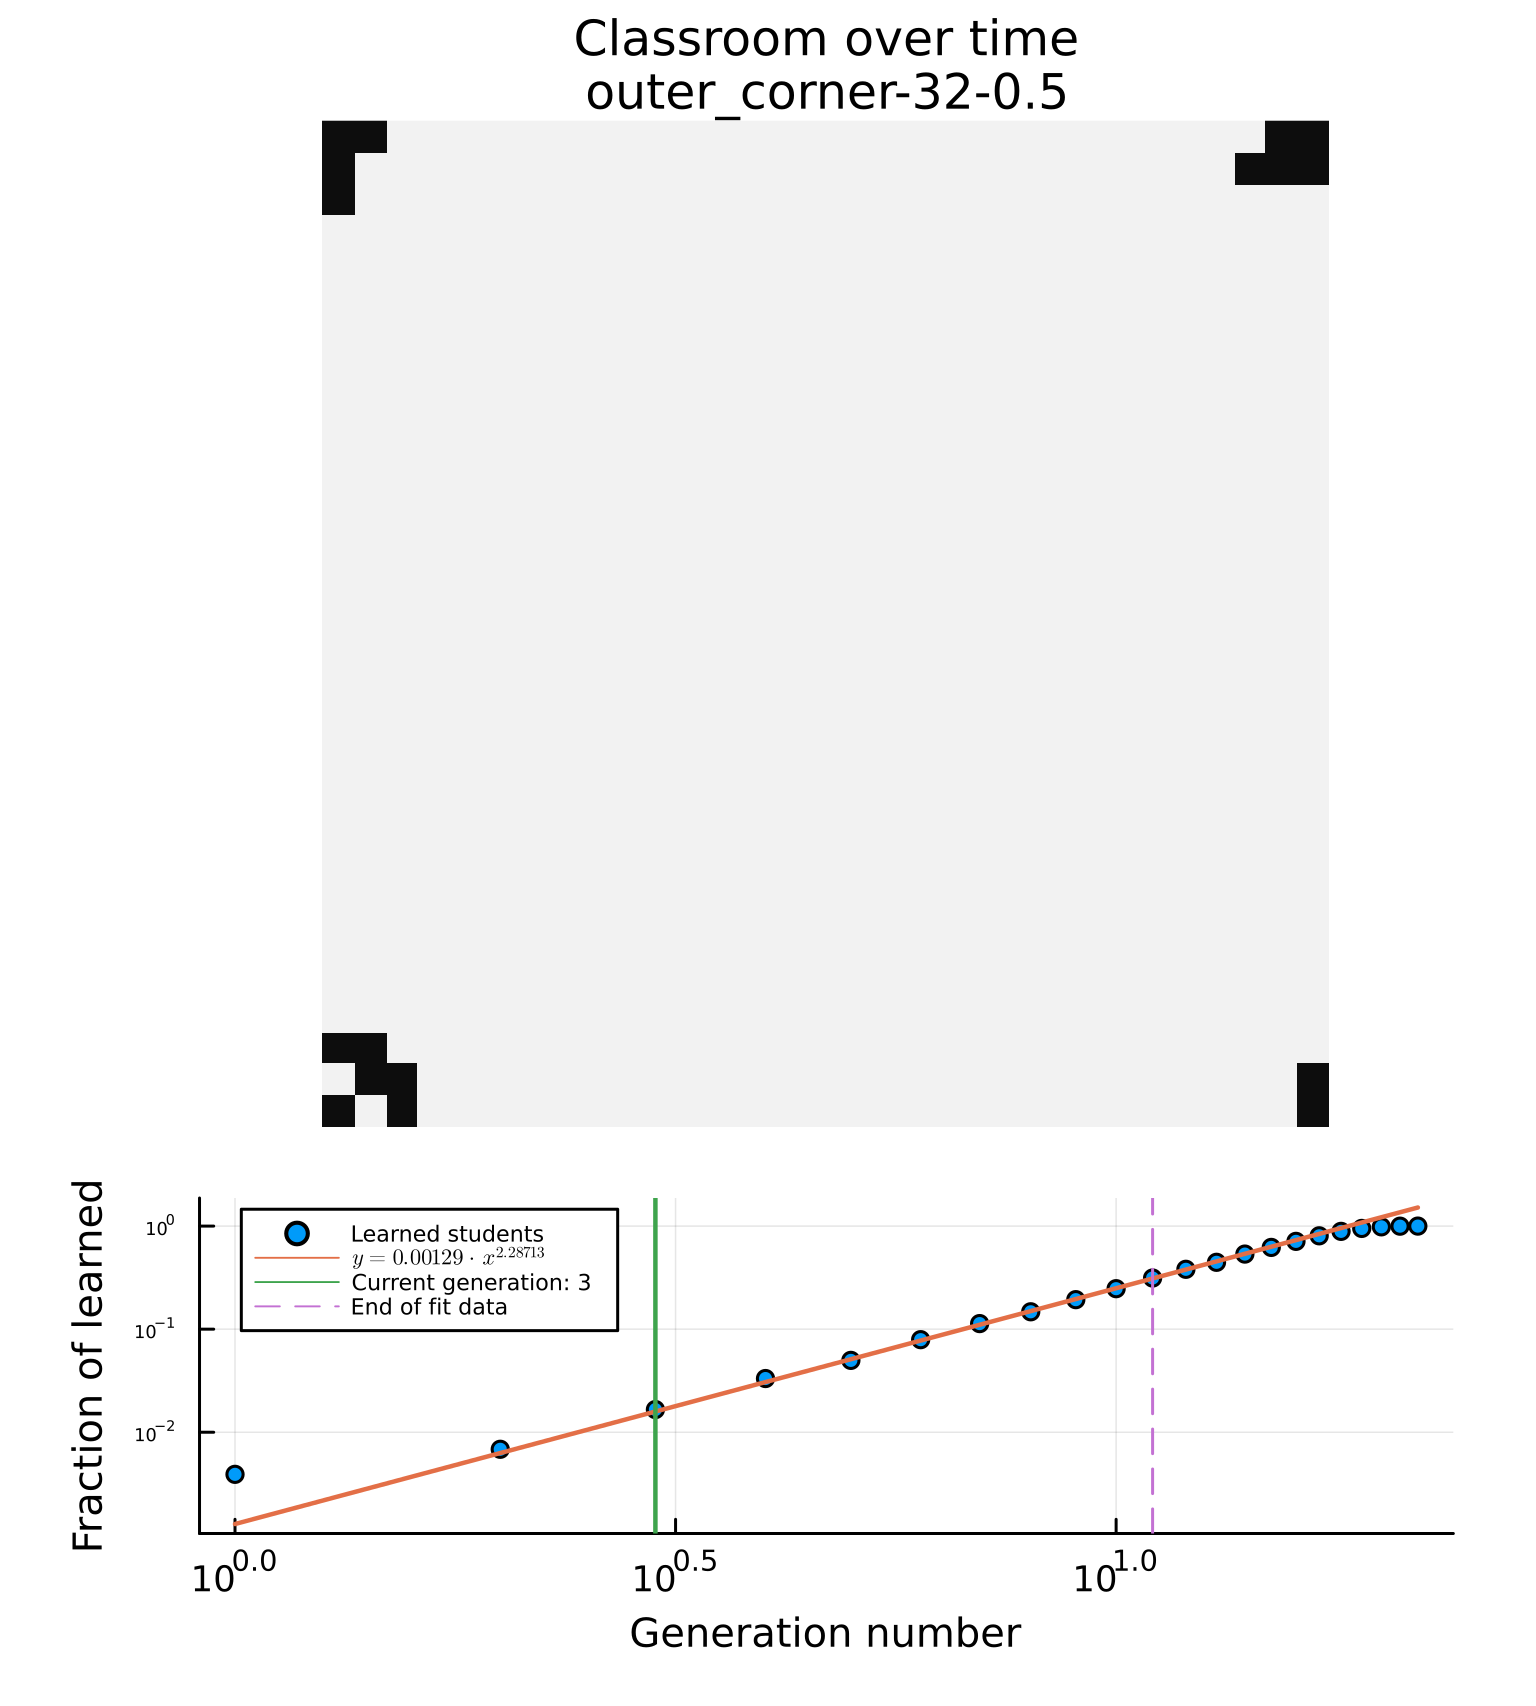 Classroom over time
outer_corner-32-0.5
Fraction of learned
10^0
10^−1
10^−2
Learned students
y = 0.00129 · x^2.28713
Current generation: 3
End of fit data
10^0.0
10^0.5
10^1.0
Generation number